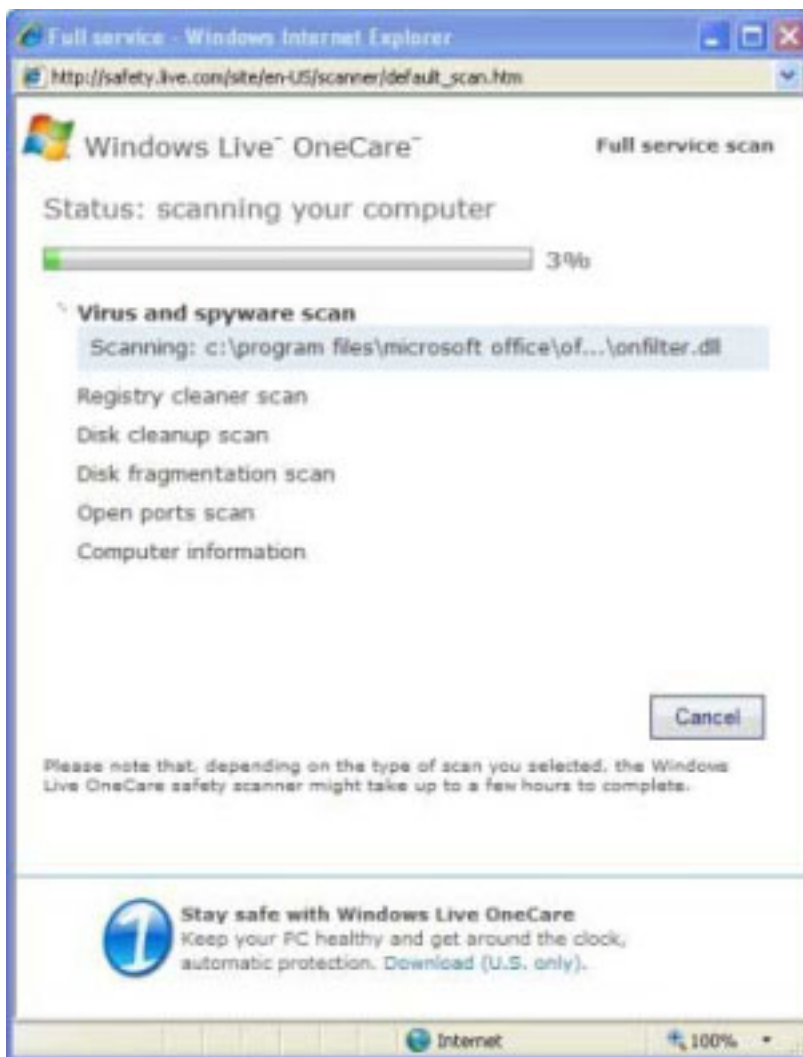 Full service - Windows Internet Explorer
http://safety.live.com/site/en-US/scanner/default_scan.htm
Windows Live™ OneCare™
Full service scan
Status: scanning your computer
3%
Virus and spyware scan
Scanning: c:\program files\microsoft office\of...\onfilter.dll
Registry cleaner scan
Disk cleanup scan
Disk fragmentation scan
Open ports scan
Computer information
Cancel
Please note that, depending on the type of scan you selected, the Windows
Live OneCare safety scanner might take up to a few hours to complete.
1
Stay safe with Windows Live OneCare
Keep your PC healthy and get around the clock,
automatic protection. Download (U.S. only).
Internet
100%